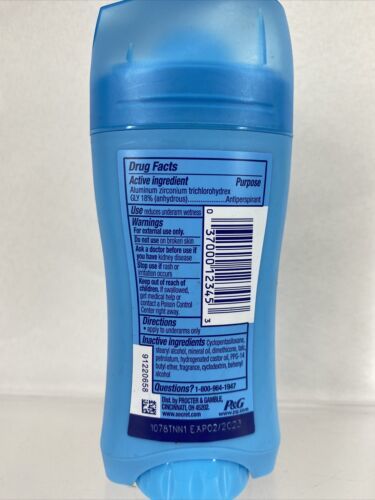 Drug Facts
Active ingredient Purpose
Aluminum zirconium trichlorohydrex
GLY 18% (anhydrous)....................Antiperspirant
Use reduces underarm wetness
Warnings
For external use only.
Do not use on broken skin
Ask a doctor before use if
you have kidney disease
Stop use if rash or
irritation occurs
Keep out of reach of
children. If swallowed,
get medical help or
contact a Poison Control
Center right away.
Directions
• apply to underarms only
Inactive ingredients Cyclopentasiloxane,
stearyl alcohol, mineral oil, dimethicone, talc,
petrolatum, hydrogenated castor oil, PPG-14
butyl ether, fragrance, cyclodextrin, behenyl
alcohol
Questions? 1-800-964-1947
Dist. by PROCTER & GAMBLE,
CINCINNATI, OH 45202.
www.secret.com
P&G
www.pg.com
0 37000 12345 3
91220658
1078TNN1 EXP02/2023